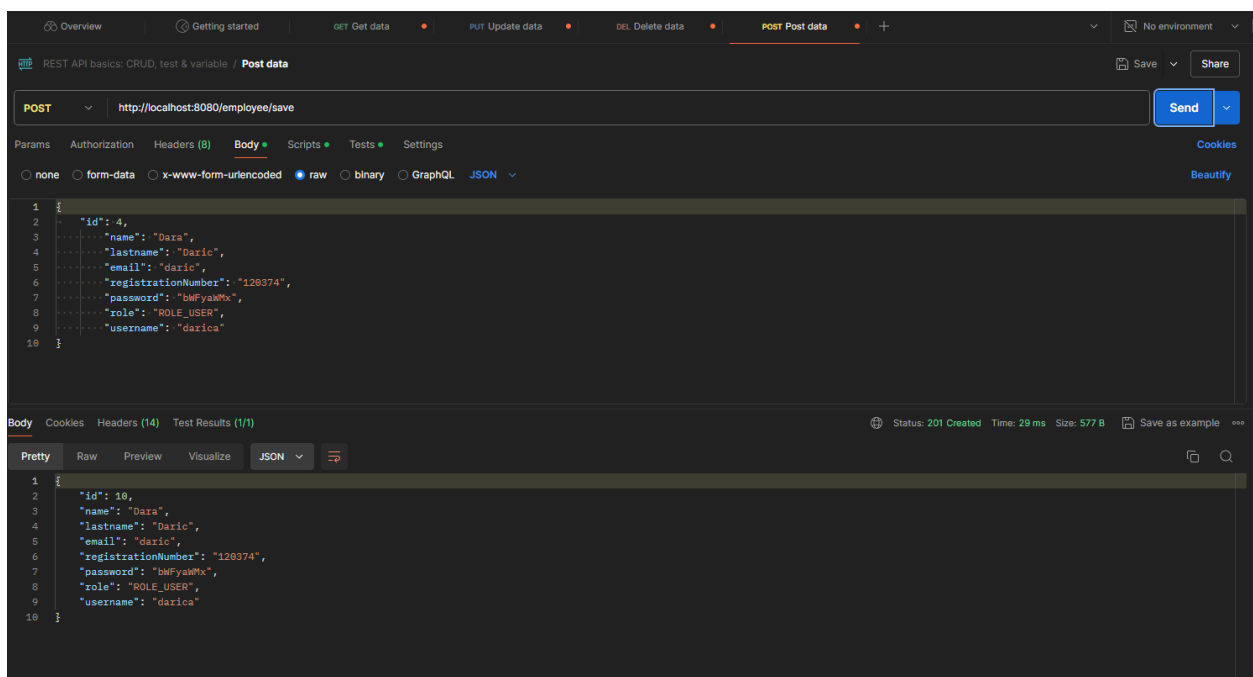 Overview Getting started GET Get data PUT Update data DEL Delete data POST Post data + No environment
HTTP REST API basics: CRUD, test & variable / Post data Save Share
POST http://localhost:8080/employee/save Send
Params Authorization Headers (8) Body Scripts Tests Settings Cookies
none form-data x-www-form-urlencoded raw binary GraphQL JSON Beautify
1 {
2 "id": 4,
3 "name": "Dara",
4 "lastname": "Daric",
5 "email": "daric",
6 "registrationNumber": "120374",
7 "password": "bWFyaWMx",
8 "role": "ROLE_USER",
9 "username": "darica"
10 }
Body Cookies Headers (14) Test Results (1/1) Status: 201 Created Time: 29 ms Size: 577 B Save as example
Pretty Raw Preview Visualize JSON
1 {
2 "id": 10,
3 "name": "Dara",
4 "lastname": "Daric",
5 "email": "daric",
6 "registrationNumber": "120374",
7 "password": "bWFyaWMx",
8 "role": "ROLE_USER",
9 "username": "darica"
10 }